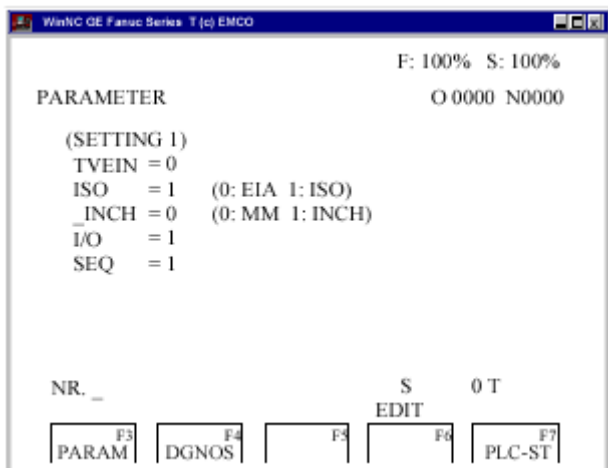 WinNC GE Fanuc Series T (c) EMCO
F: 100% S: 100%
PARAMETER O 0000 N0000
(SETTING 1)
TVEIN = 0
ISO = 1 (0: EIA 1: ISO)
_INCH = 0 (0: MM 1: INCH)
I/O = 1
SEQ = 1
NR. _ S 0 T
EDIT
F3 F4 F5 F6 F7
PARAM DGNOS PLC-ST